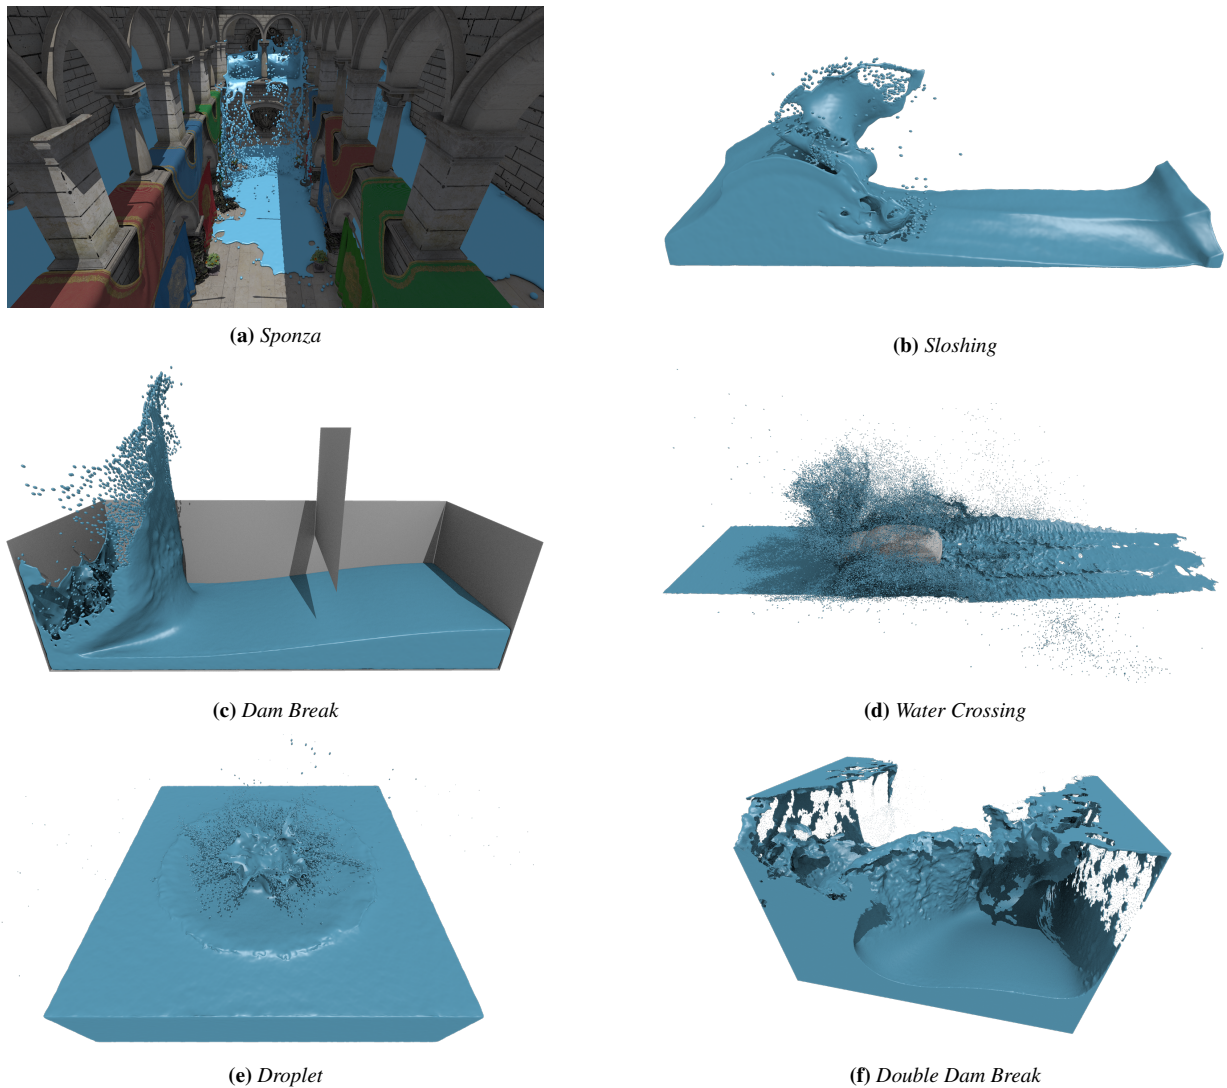 (a) Sponza
(b) Sloshing
(c) Dam Break
(d) Water Crossing
(e) Droplet
(f) Double Dam Break